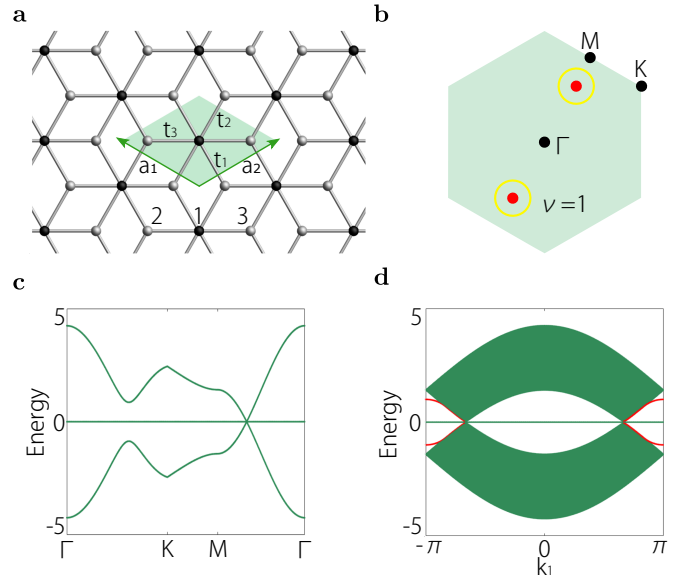 a
t₃
t₂
t₁
a₁
a₂
2
1
3
b
M
K
Γ
ν =1
c
5
0
-5
Energy
Γ
K
M
Γ
d
5
0
-5
Energy
-π
0
π
k₁